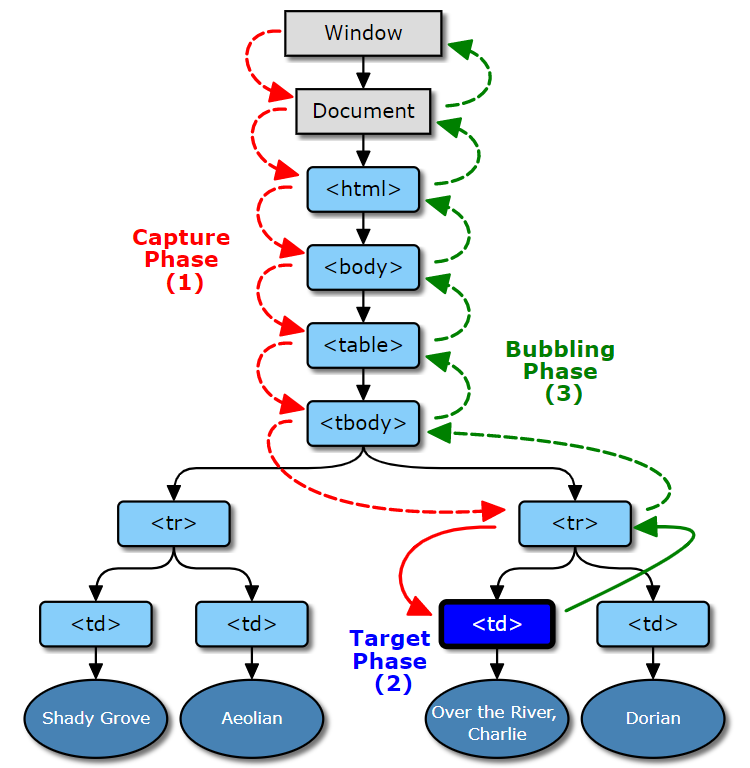 Window
Document
<html>
Capture
Phase
(1)
<body>
<table>
Bubbling
Phase
(3)
<tbody>
<tr>
<tr>
<td>
<td>
Target
Phase
(2)
<td>
<td>
Shady Grove
Aeolian
Over the River,
Charlie
Dorian